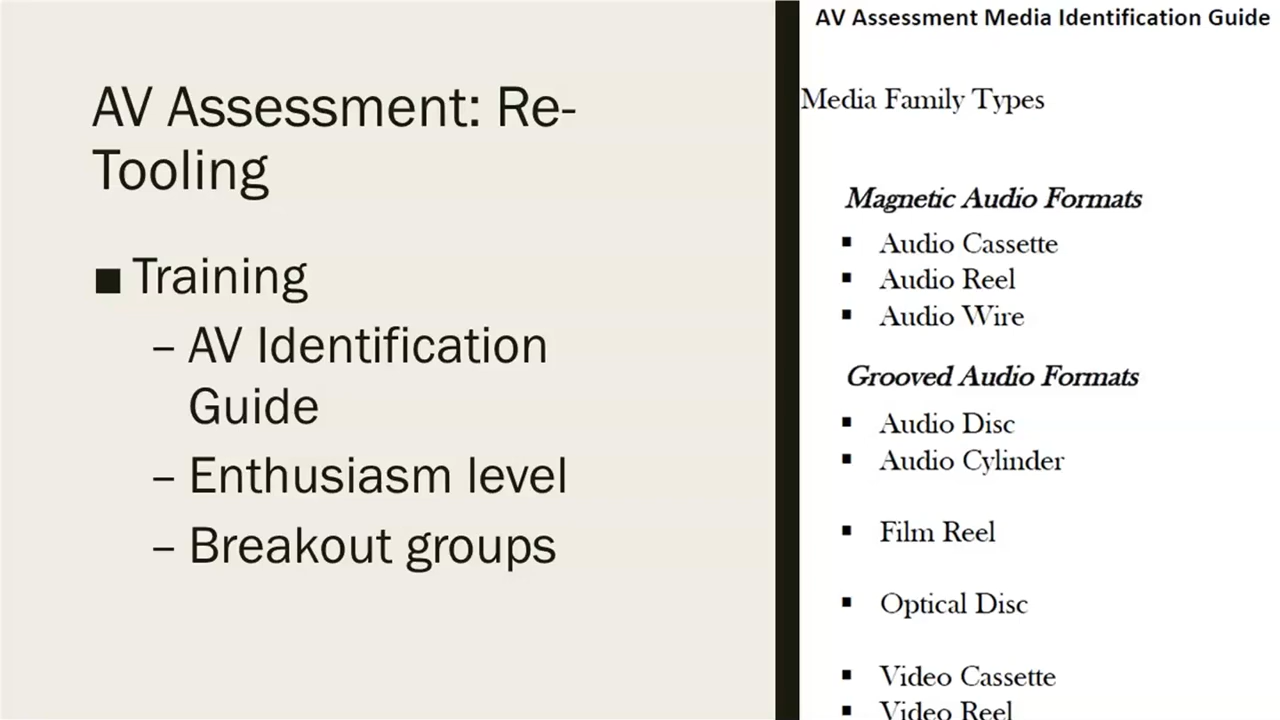 AV Assessment: Re-
Tooling
■ Training
– AV Identification
Guide
– Enthusiasm level
– Breakout groups
AV Assessment Media Identification Guide
Media Family Types
Magnetic Audio Formats
▪ Audio Cassette
▪ Audio Reel
▪ Audio Wire
Grooved Audio Formats
▪ Audio Disc
▪ Audio Cylinder
▪ Film Reel
▪ Optical Disc
▪ Video Cassette
▪ Video Reel